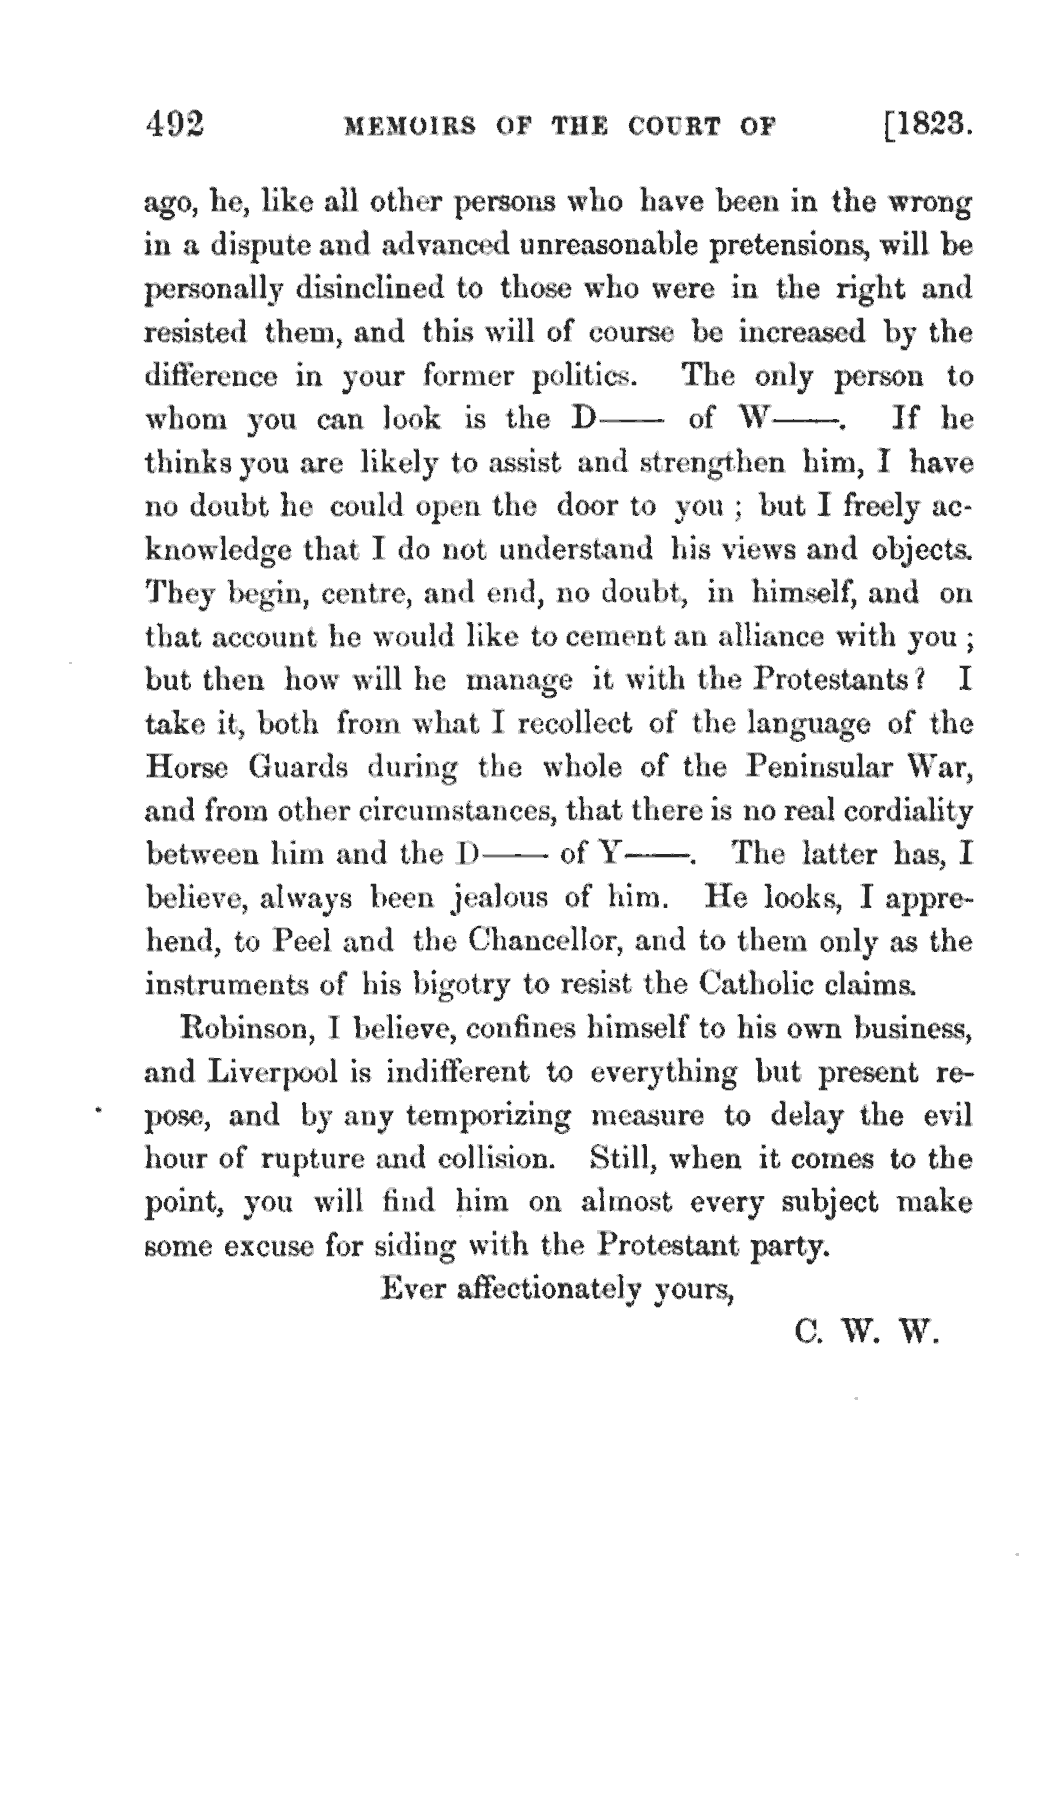 492 MEMOIRS OF THE COURT OF [1823.
ago, he, like all other persons who have been in the wrong
in a dispute and advanced unreasonable pretensions, will be
personally disinclined to those who were in the right and
resisted them, and this will of course be increased by the
difference in your former politics. The only person to
whom you can look is the D—— of W——. If he
thinks you are likely to assist and strengthen him, I have
no doubt he could open the door to you ; but I freely ac-
knowledge that I do not understand his views and objects.
They begin, centre, and end, no doubt, in himself, and on
that account he would like to cement an alliance with you ;
but then how will he manage it with the Protestants? I
take it, both from what I recollect of the language of the
Horse Guards during the whole of the Peninsular War,
and from other circumstances, that there is no real cordiality
between him and the D—— of Y——. The latter has, I
believe, always been jealous of him. He looks, I appre-
hend, to Peel and the Chancellor, and to them only as the
instruments of his bigotry to resist the Catholic claims.
Robinson, I believe, confines himself to his own business,
and Liverpool is indifferent to everything but present re-
pose, and by any temporizing measure to delay the evil
hour of rupture and collision. Still, when it comes to the
point, you will find him on almost every subject make
some excuse for siding with the Protestant party.
Ever affectionately yours,
C. W. W.